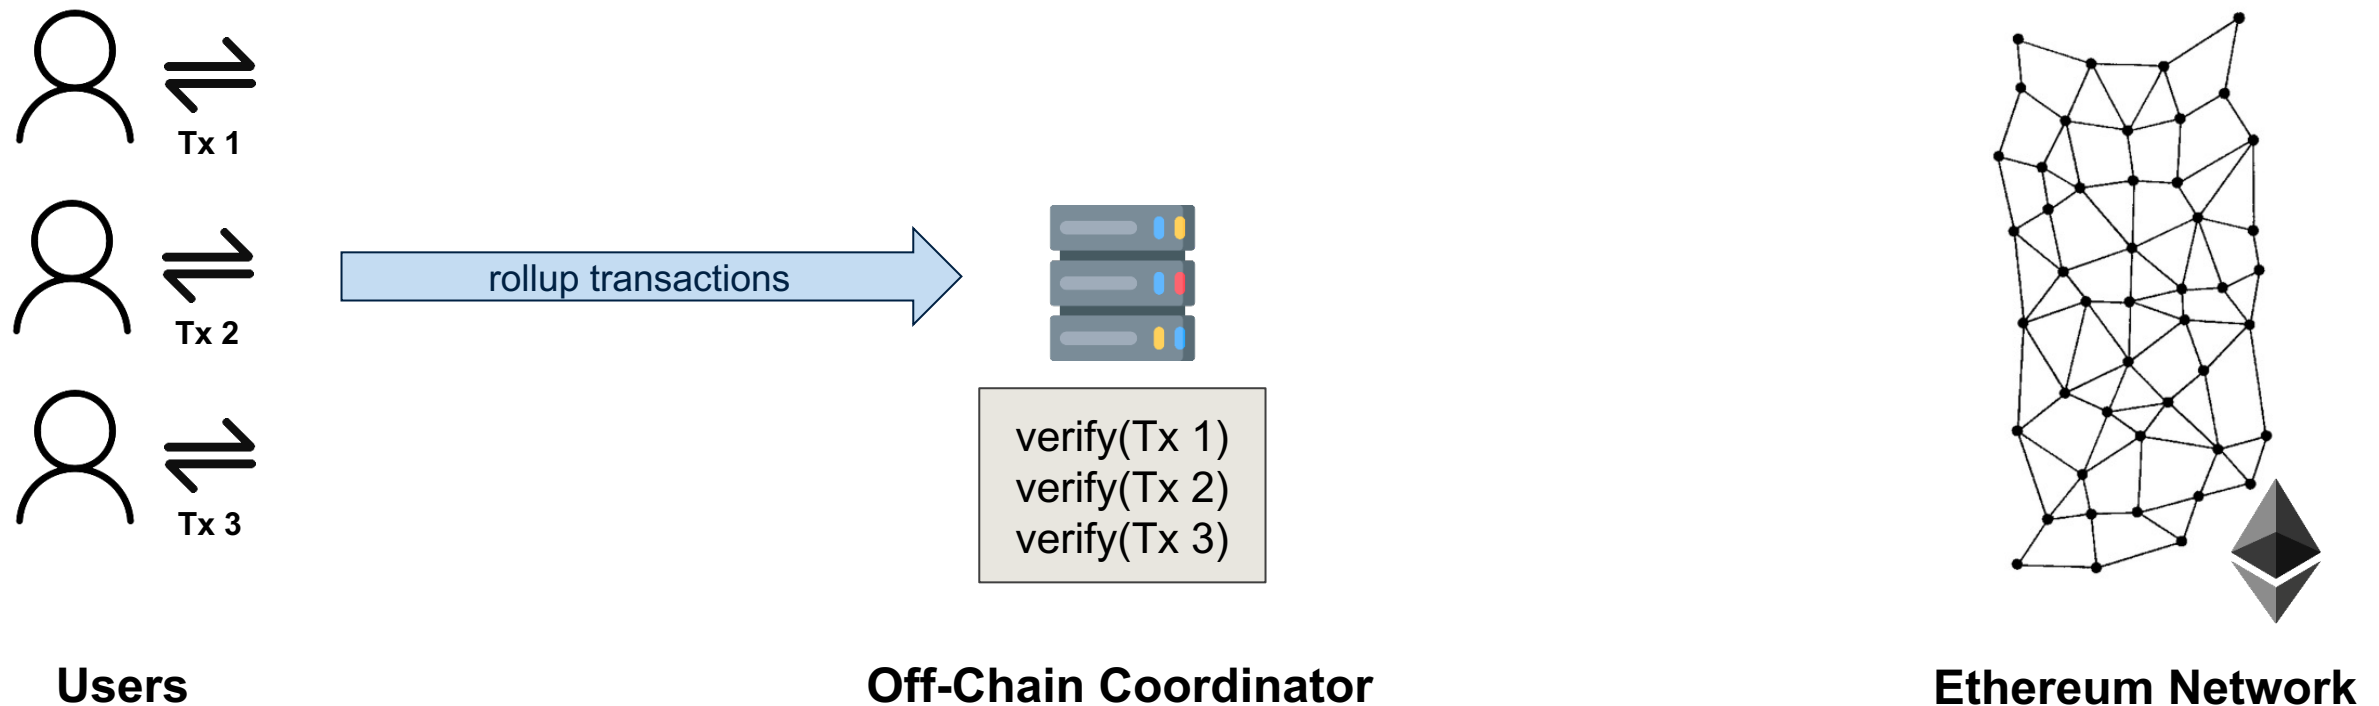 Tx 1
Tx 2
Tx 3
rollup transactions
verify(Tx 1)
verify(Tx 2)
verify(Tx 3)
Users
Off-Chain Coordinator
Ethereum Network